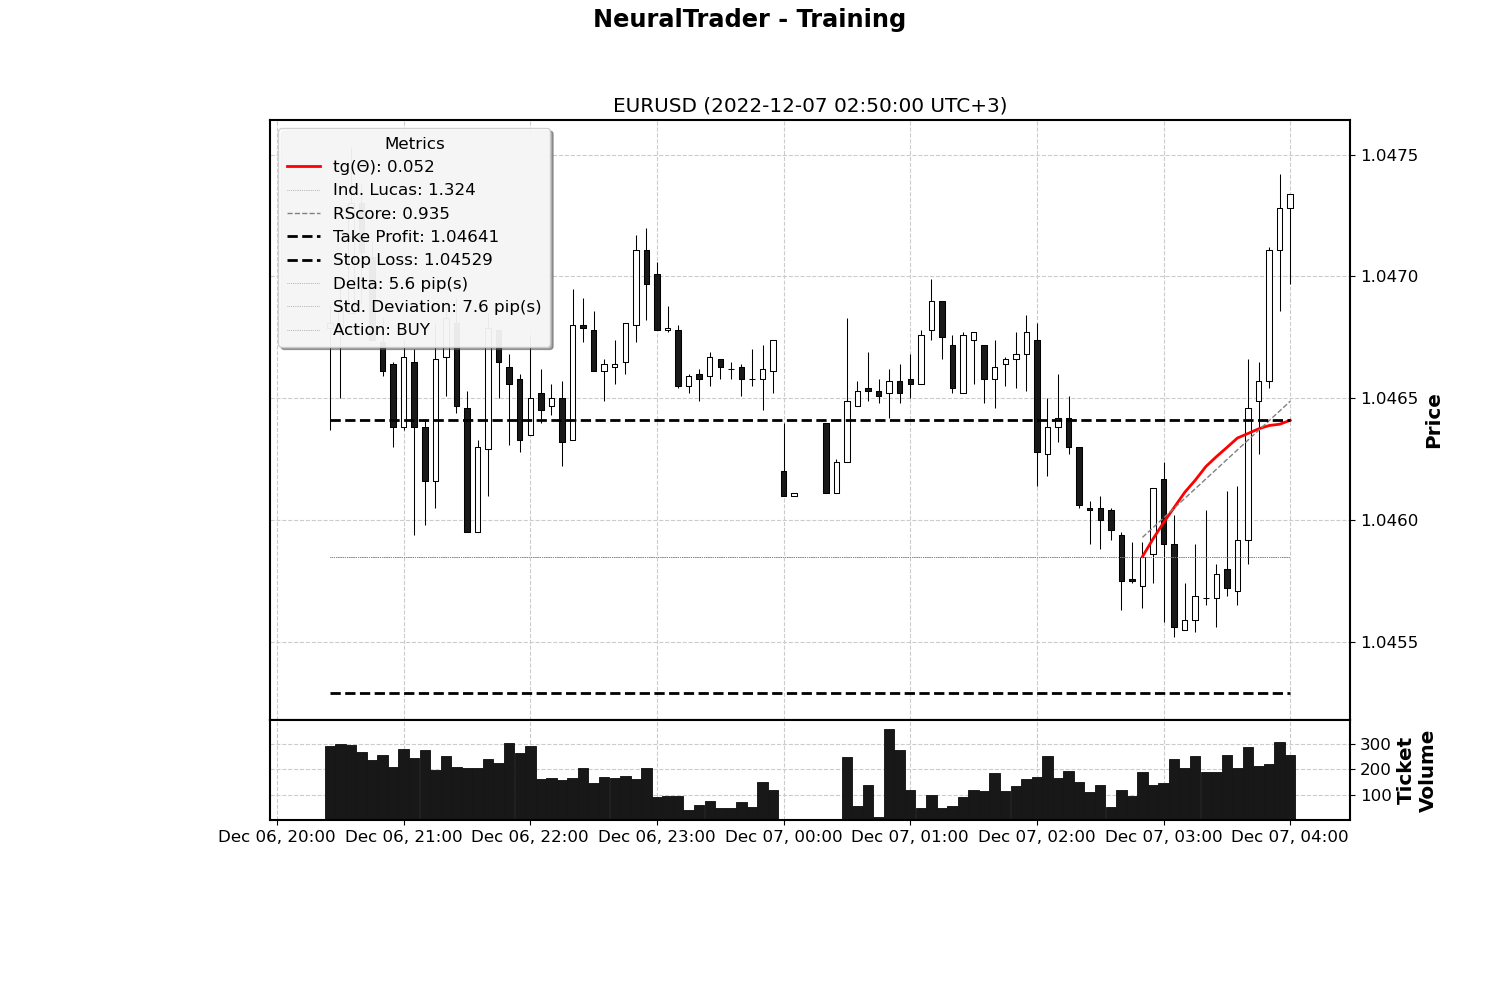 NeuralTrader - Training
EURUSD (2022-12-07 02:50:00 UTC+3)
Metrics
tg(Θ): 0.052
Ind. Lucas: 1.324
RScore: 0.935
Take Profit: 1.04641
Stop Loss: 1.04529
Delta: 5.6 pip(s)
Std. Deviation: 7.6 pip(s)
Action: BUY
1.0475
1.0470
1.0465
1.0460
1.0455
Price
300
200
100
Ticket
Volume
Dec 06, 20:00 Dec 06, 21:00 Dec 06, 22:00 Dec 06, 23:00 Dec 07, 00:00 Dec 07, 01:00 Dec 07, 02:00 Dec 07, 03:00 Dec 07, 04:00